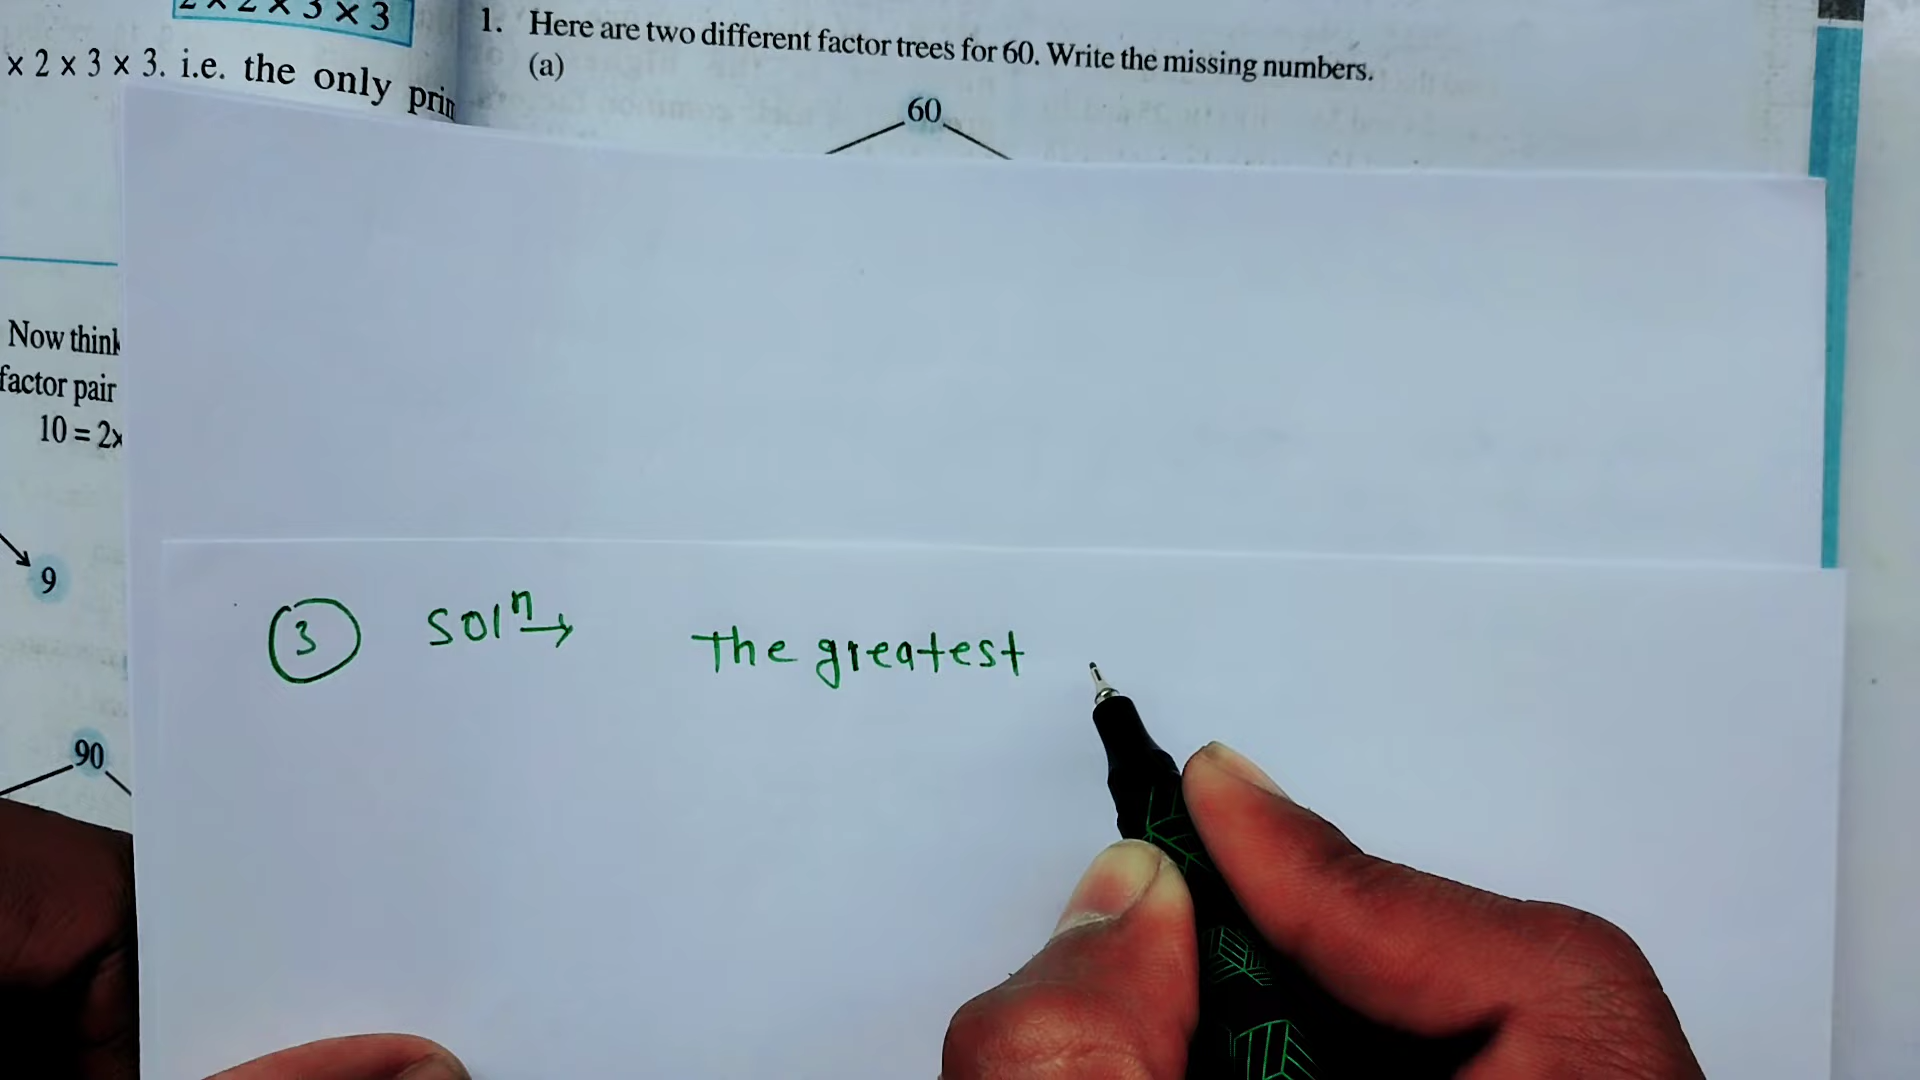 2 × 2 × 3 × 3
× 2 × 3 × 3. i.e. the only prin
Now think
factor pair
10 = 2×
9
90
1. Here are two different factor trees for 60. Write the missing numbers.
(a)
60
3 Solⁿ→ The greatest